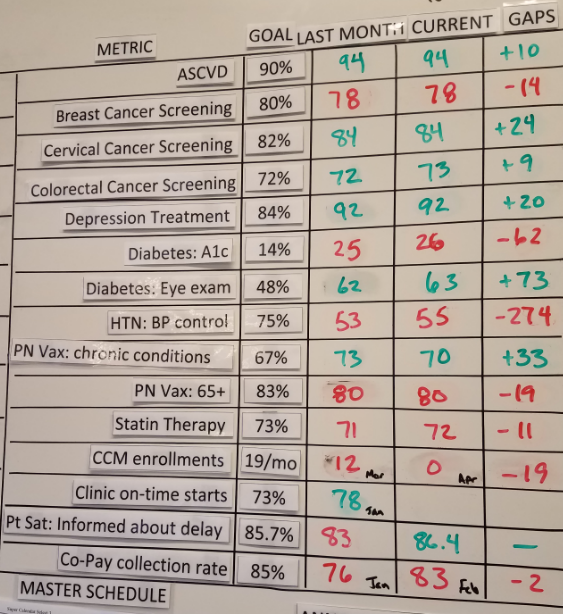 METRIC GOAL LAST MONTH CURRENT GAPS
ASCVD 90% 94 94 +10
Breast Cancer Screening 80% 78 78 -14
Cervical Cancer Screening 82% 84 84 +24
Colorectal Cancer Screening 72% 72 73 +9
Depression Treatment 84% 92 92 +20
Diabetes: A1c 14% 25 26 -62
Diabetes: Eye exam 48% 62 63 +73
HTN: BP control 75% 53 55 -274
PN Vax: chronic conditions 67% 73 70 +33
PN Vax: 65+ 83% 80 80 -19
Statin Therapy 73% 71 72 -11
CCM enrollments 19/mo 12 Mar 0 Apr -19
Clinic on-time starts 73% 78 Jan
Pt Sat: Informed about delay 85.7% 83 86.4 —
Co-Pay collection rate 85% 76 Jan 83 Feb -2
MASTER SCHEDULE